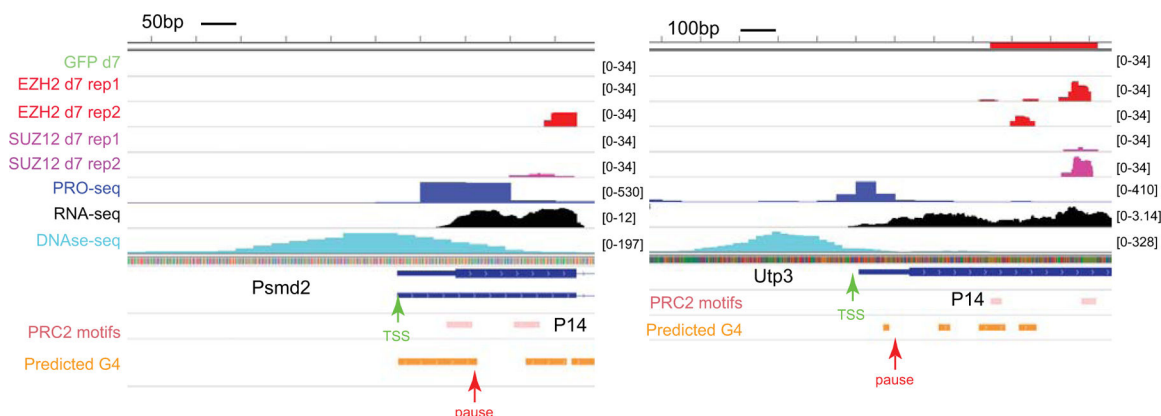 50bp
100bp
GFP d7
[0-34]
[0-34]
EZH2 d7 rep1
[0-34]
[0-34]
EZH2 d7 rep2
[0-34]
[0-34]
SUZ12 d7 rep1
[0-34]
[0-34]
SUZ12 d7 rep2
[0-34]
[0-34]
PRO-seq
[0-530]
[0-410]
RNA-seq
[0-12]
[0-3.14]
DNAse-seq
[0-197]
[0-328]
Psmd2
Utp3
PRC2 motifs
TSS
P14
PRC2 motifs
TSS
P14
Predicted G4
Predicted G4
pause
pause